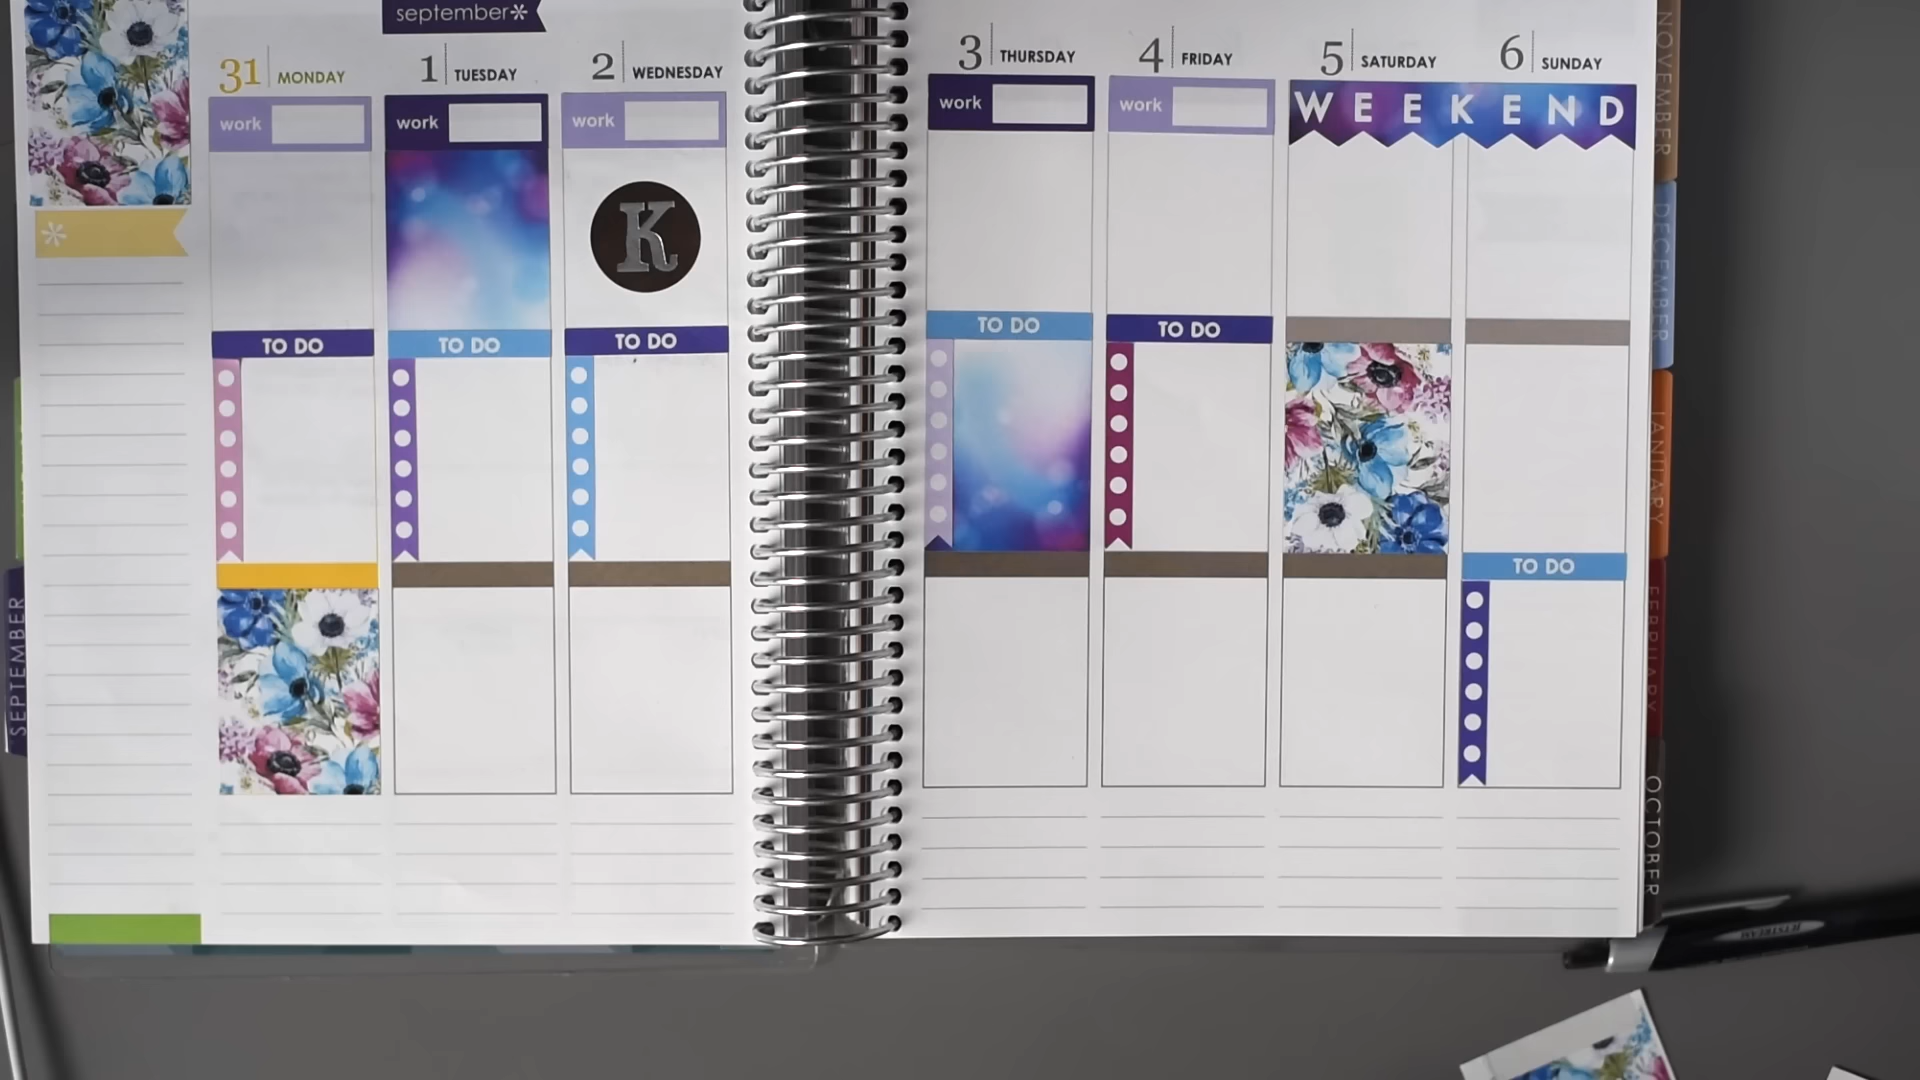 september*
31 MONDAY
1 TUESDAY
2 WEDNESDAY
3 THURSDAY
4 FRIDAY
5 SATURDAY
6 SUNDAY
work
work
work
work
work
WEEKEND
*
K
TO DO
TO DO
TO DO
TO DO
TO DO
TO DO
SEPTEMBER
NOVEMBER
DECEMBER
JANUARY
FEBRUARY
OCTOBER
JETSTREAM